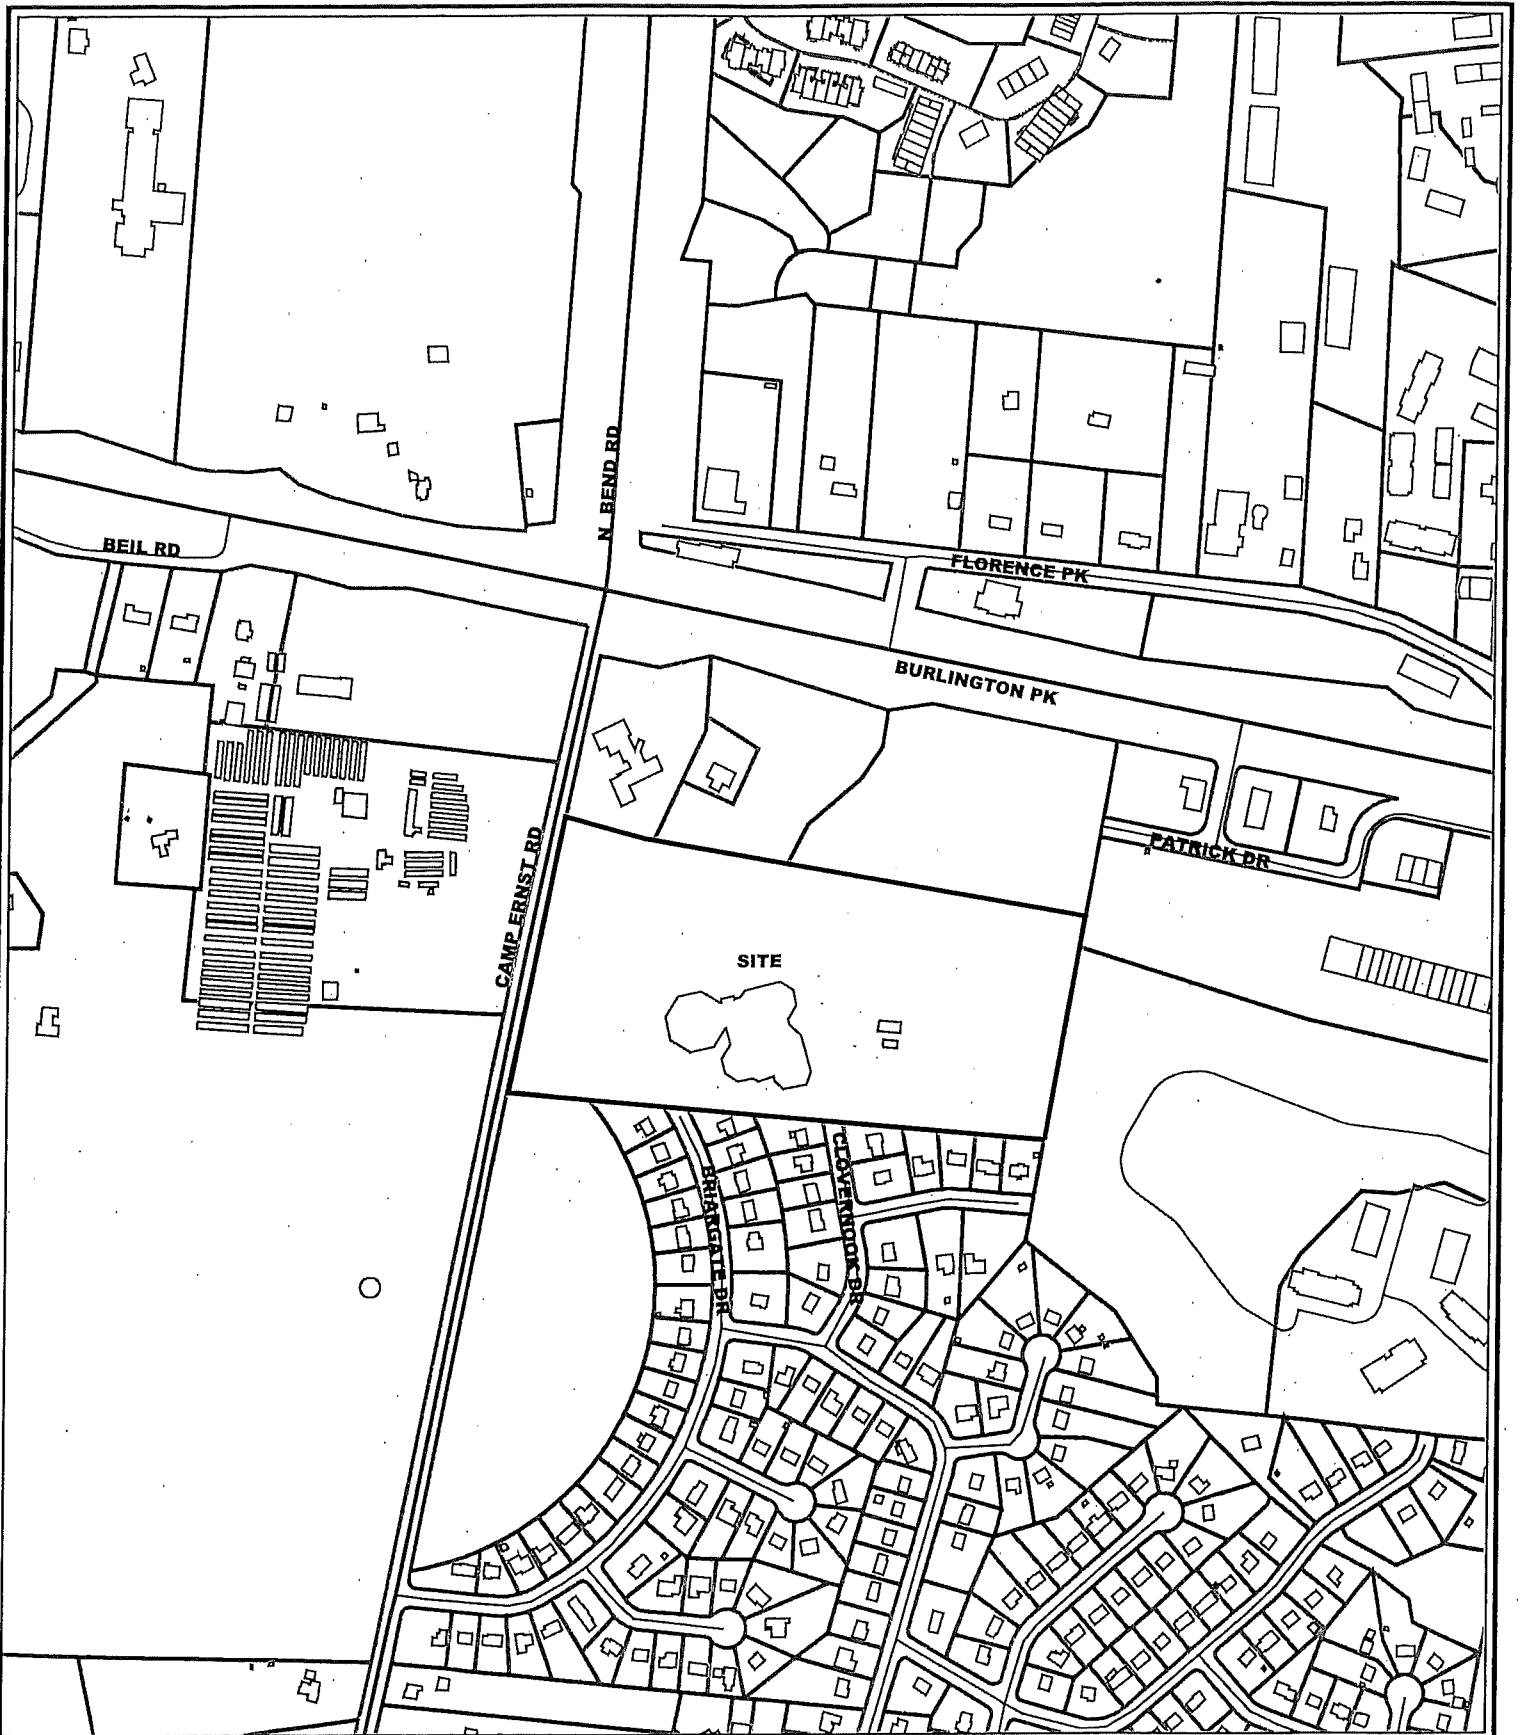 N BEND RD
BEIL RD
FLORENCE PK
BURLINGTON PK
PATRICK DR
CAMP ERNST RD
SITE
BRIARGATE DR
CLOVERNOOK DR